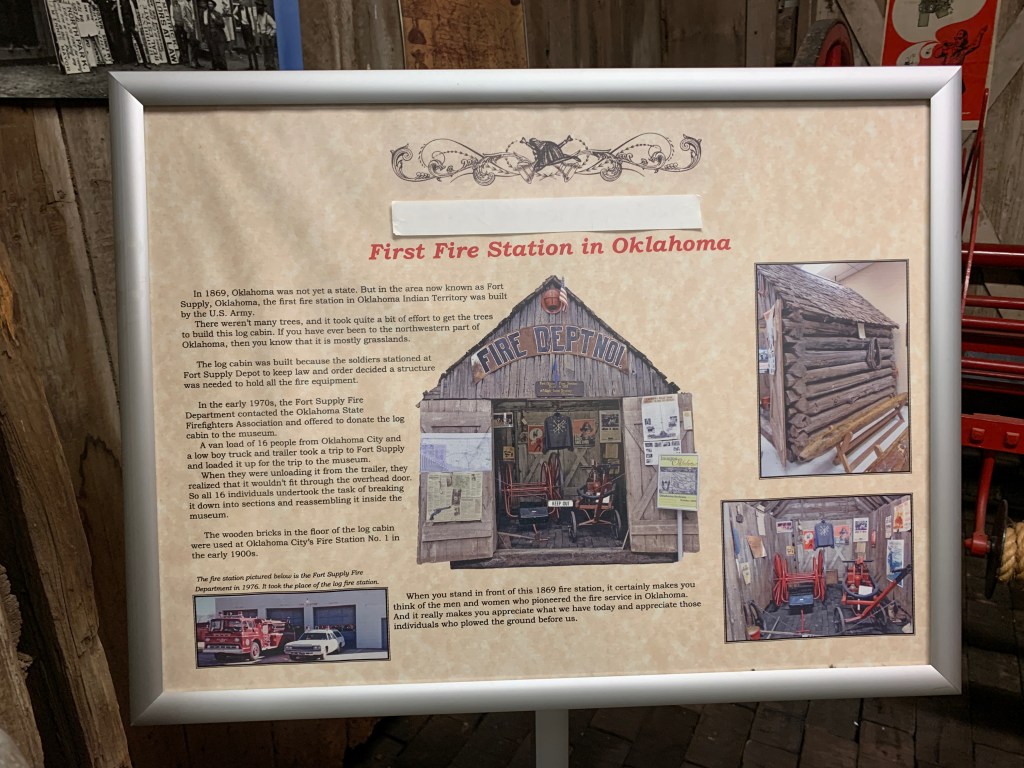 First Fire Station in Oklahoma
In 1869, Oklahoma was not yet a state. But in the area now known as Fort
Supply, Oklahoma, the first fire station in Oklahoma Indian Territory was built
by the U.S. Army.
There weren't many trees, and it took quite a bit of effort to get the trees
to build this log cabin. If you have ever been to the northwestern part of
Oklahoma, then you know that it is mostly grasslands.
The log cabin was built because the soldiers stationed at
Fort Supply Depot to keep law and order decided a structure
was needed to hold all the fire equipment.
In the early 1970s, the Fort Supply Fire
Department contacted the Oklahoma State
Firefighters Association and offered to donate the log
cabin to the museum.
A van load of 16 people from Oklahoma City and
a low boy truck and trailer took a trip to Fort Supply
and loaded it up for the trip to the museum.
When they were unloading it from the trailer, they
realized that it wouldn't fit through the overhead door.
So all 16 individuals undertook the task of breaking
it down into sections and reassembling it inside the
museum.
The wooden bricks in the floor of the log cabin
were used at Oklahoma City's Fire Station No. 1 in
the early 1900s.
The fire station pictured below is the Fort Supply Fire
Department in 1976. It took the place of the log fire station.
FIRE DEPT NO1
KEEP OUT
When you stand in front of this 1869 fire station, it certainly makes you
think of the men and women who pioneered the fire service in Oklahoma.
And it really makes you appreciate what we have today and appreciate those
individuals who plowed the ground before us.